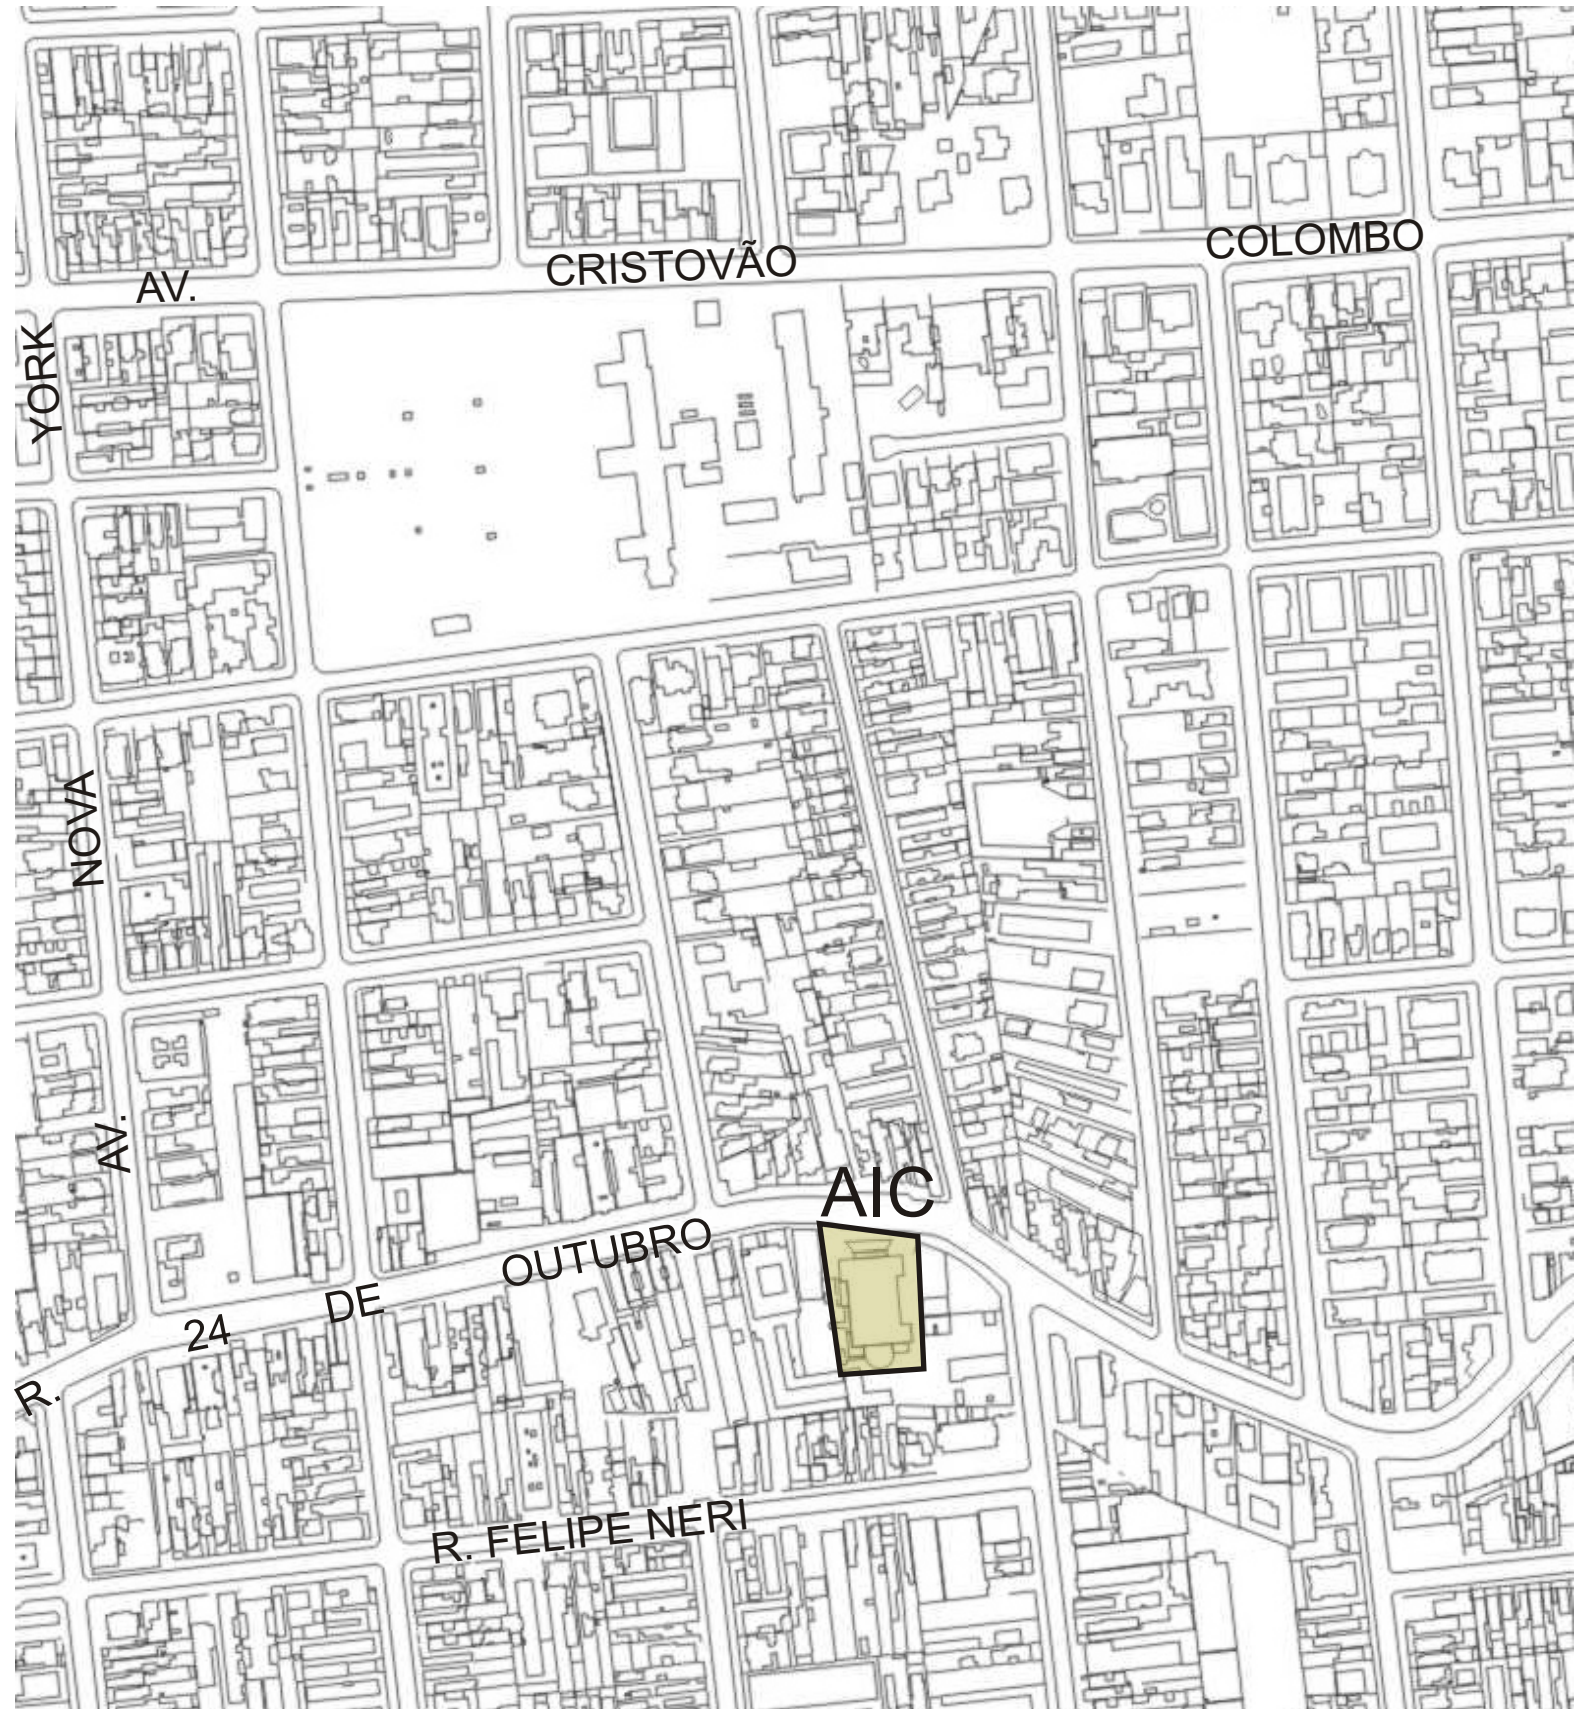 AV. CRISTOVÃO COLOMBO
AV. NOVA YORK
AIC
R. 24 DE OUTUBRO
R. FELIPE NERI